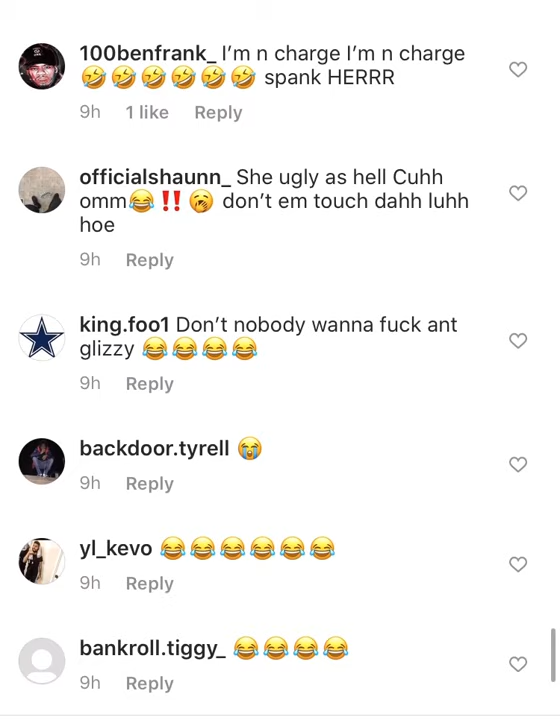 100benfrank_ I'm n charge I'm n charge
🤣🤣🤣🤣🤣🤣 spank HERRR
9h 1 like Reply
officialshaunn_ She ugly as hell Cuhh
omm😂‼️🥱 don't em touch dahh luhh
hoe
9h Reply
king.foo1 Don't nobody wanna fuck ant
glizzy 😂😂😂😂
9h Reply
backdoor.tyrell 😭
9h Reply
yl_kevo 😂😂😂😂😂😂
9h Reply
bankroll.tiggy_ 😂😂😂😂
9h Reply